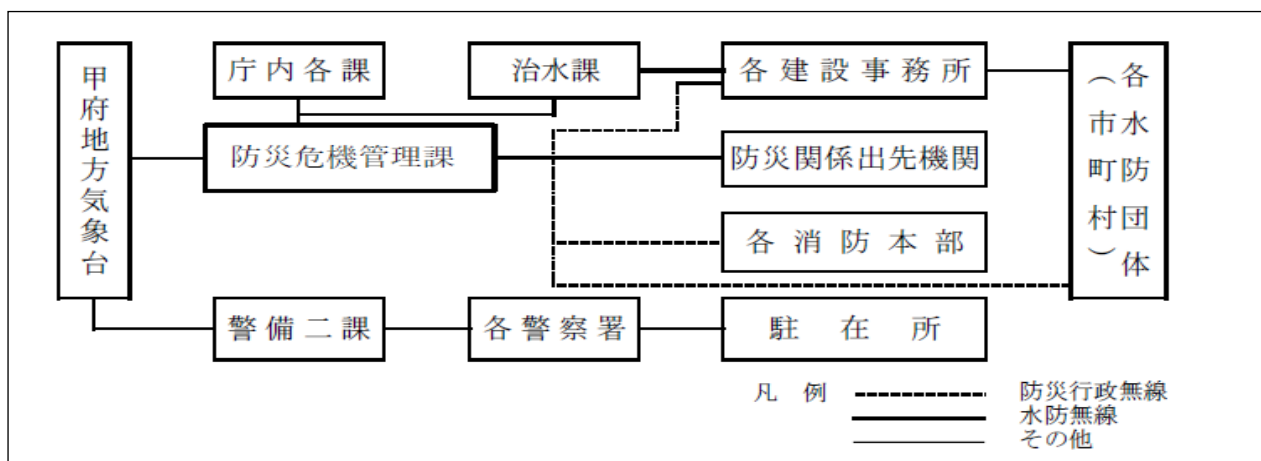 甲府地方気象台
庁内各課
治水課
各建設事務所
各水防団体
（市町村）
防災危機管理課
防災関係出先機関
各消防本部
警備二課
各警察署
駐在所
凡例
防災行政無線
水防無線
その他